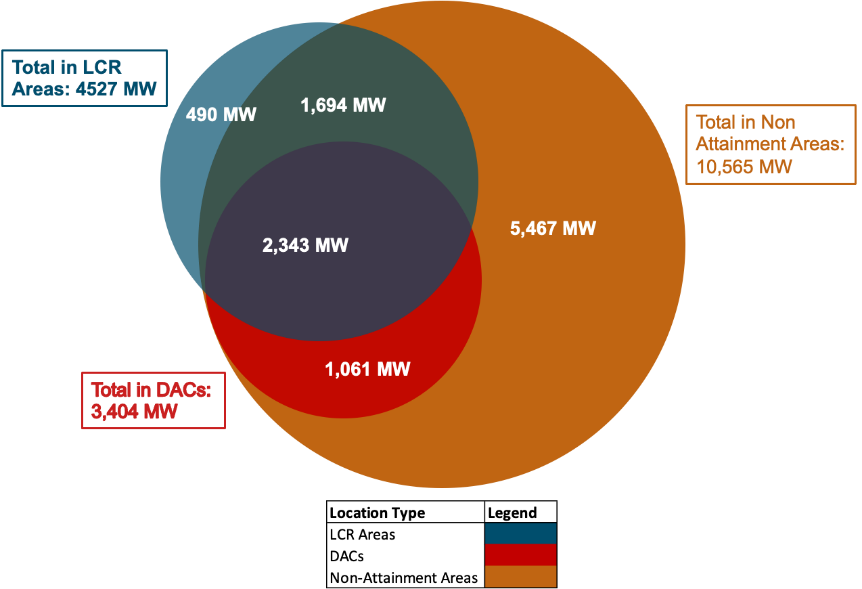 Total in LCR
Areas: 4527 MW
490 MW
1,694 MW
Total in Non
Attainment Areas:
10,565 MW
5,467 MW
2,343 MW
1,061 MW
Total in DACs:
3,404 MW
Location Type Legend
LCR Areas
DACs
Non-Attainment Areas